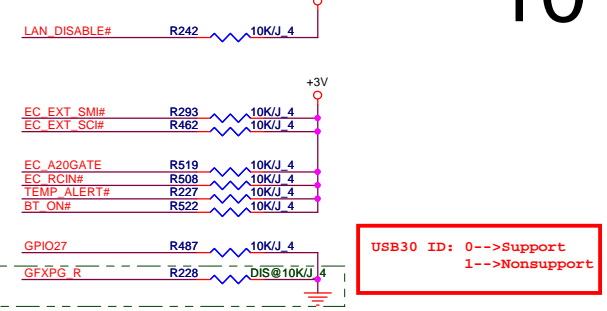 10
LAN_DISABLE# R242 10K/J_4
+3V
EC_EXT_SMI# R293 10K/J_4
EC_EXT_SCI# R462 10K/J_4
EC_A20GATE R519 10K/J_4
EC_RCIN# R508 10K/J_4
TEMP_ALERT# R227 10K/J_4
BT_ON# R522 10K/J_4
GPIO27 R487 10K/J_4
USB30 ID: 0-->Support
1-->Nonsupport
GFXPG_R R228 DIS@10K/J_4